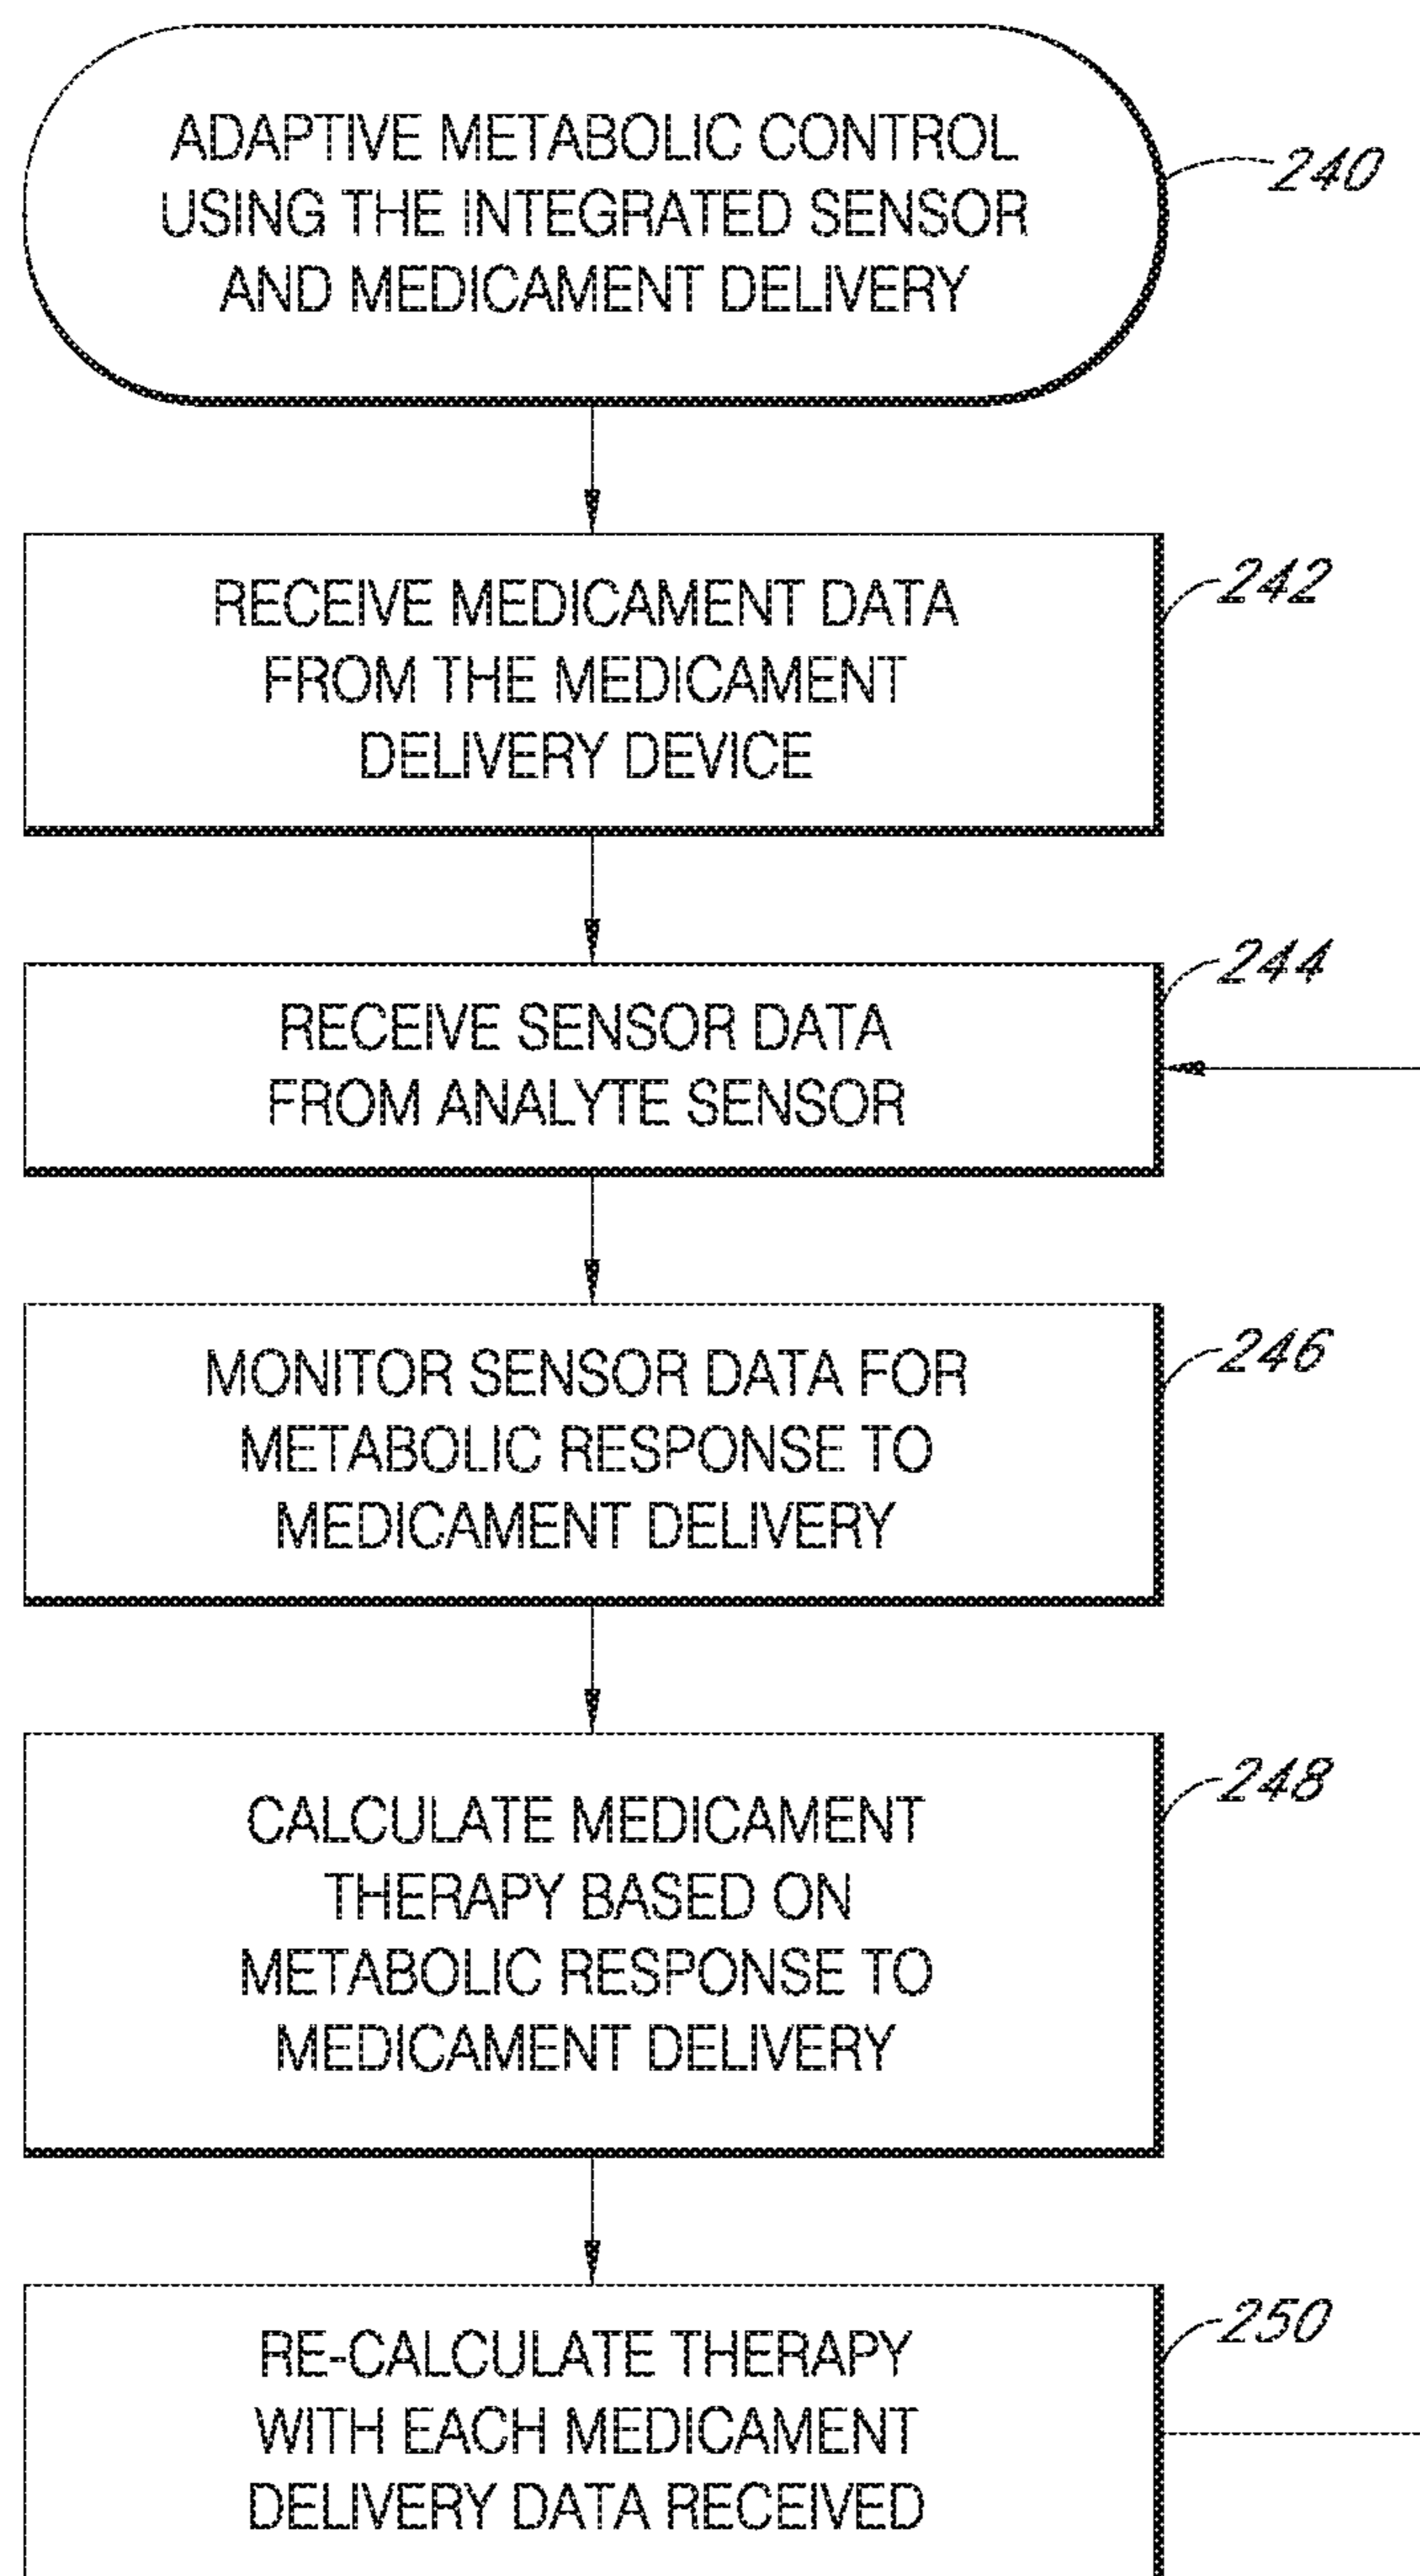 ADAPTIVE METABOLIC CONTROL
USING THE INTEGRATED SENSOR
AND MEDICAMENT DELIVERY
240
RECEIVE MEDICAMENT DATA
FROM THE MEDICAMENT
DELIVERY DEVICE
242
RECEIVE SENSOR DATA
FROM ANALYTE SENSOR
244
MONITOR SENSOR DATA FOR
METABOLIC RESPONSE TO
MEDICAMENT DELIVERY
246
CALCULATE MEDICAMENT
THERAPY BASED ON
METABOLIC RESPONSE TO
MEDICAMENT DELIVERY
248
RE-CALCULATE THERAPY
WITH EACH MEDICAMENT
DELIVERY DATA RECEIVED
250